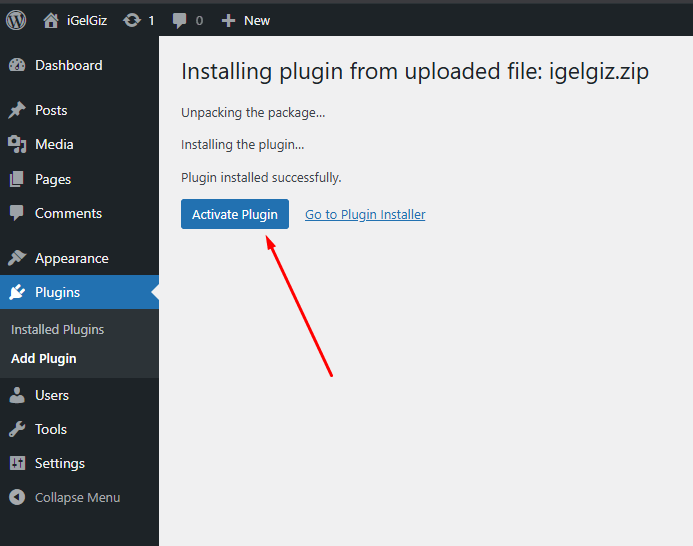 iGelGiz
1
0
New
Dashboard
Posts
Media
Pages
Comments
Appearance
Plugins
Installed Plugins
Add Plugin
Users
Tools
Settings
Collapse Menu
Installing plugin from uploaded file: igelgiz.zip
Unpacking the package…
Installing the plugin…
Plugin installed successfully.
Activate Plugin
Go to Plugin Installer